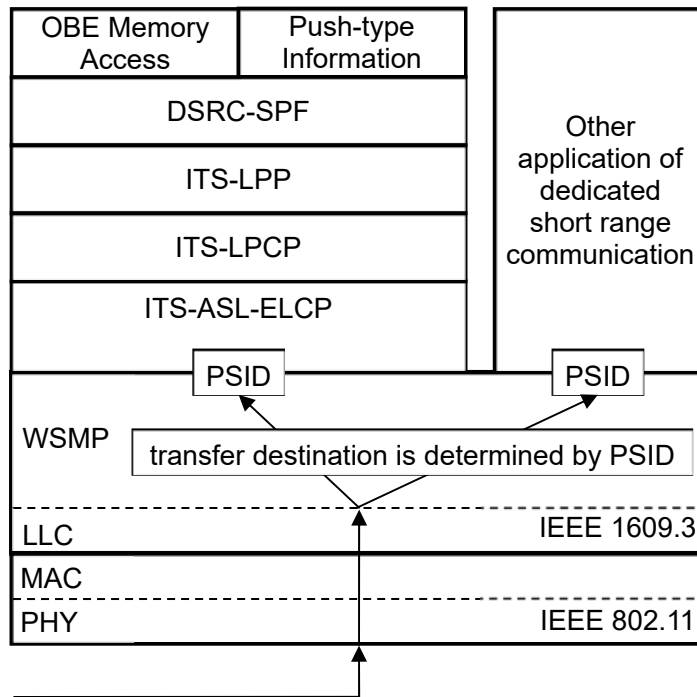 OBE Memory
Access
Push-type
Information
DSRC-SPF
ITS-LPP
ITS-LPCP
ITS-ASL-ELCP
Other
application of
dedicated
short range
communication
PSID
PSID
WSMP
transfer destination is determined by PSID
LLC
IEEE 1609.3
MAC
PHY
IEEE 802.11